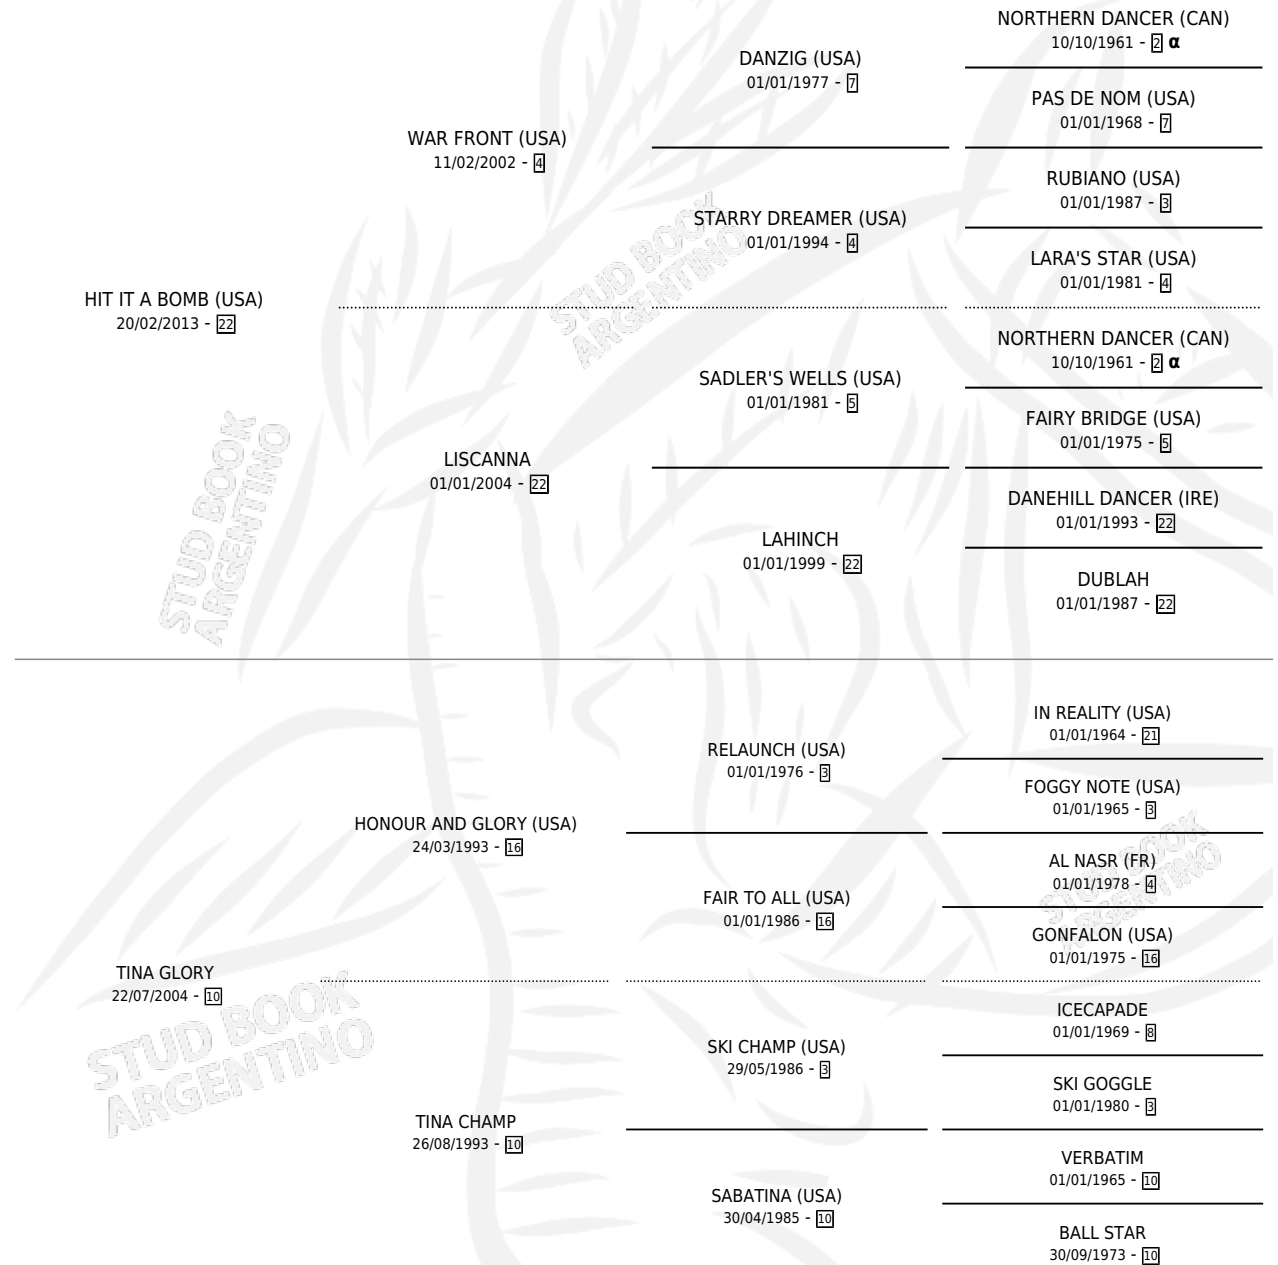 NORTHERN DANCER (CAN)
10/10/1961 - 2 α
DANZIG (USA)
01/01/1977 - 7
PAS DE NOM (USA)
01/01/1968 - 7
WAR FRONT (USA)
11/02/2002 - 4
RUBIANO (USA)
01/01/1987 - 3
STARRY DREAMER (USA)
01/01/1994 - 4
LARA'S STAR (USA)
01/01/1981 - 4
HIT IT A BOMB (USA)
20/02/2013 - 22
NORTHERN DANCER (CAN)
10/10/1961 - 2 α
SADLER'S WELLS (USA)
01/01/1981 - 5
FAIRY BRIDGE (USA)
01/01/1975 - 5
LISCANNA
01/01/2004 - 22
DANEHILL DANCER (IRE)
01/01/1993 - 22
LAHINCH
01/01/1999 - 22
DUBLAH
01/01/1987 - 22
IN REALITY (USA)
01/01/1964 - 21
RELAUNCH (USA)
01/01/1976 - 3
FOGGY NOTE (USA)
01/01/1965 - 3
HONOUR AND GLORY (USA)
24/03/1993 - 16
AL NASR (FR)
01/01/1978 - 4
FAIR TO ALL (USA)
01/01/1986 - 16
GONFALON (USA)
01/01/1975 - 16
TINA GLORY
22/07/2004 - 10
ICECAPADE
01/01/1969 - 8
SKI CHAMP (USA)
29/05/1986 - 3
SKI GOGGLE
01/01/1980 - 3
TINA CHAMP
26/08/1993 - 10
VERBATIM
01/01/1965 - 10
SABATINA (USA)
30/04/1985 - 10
BALL STAR
30/09/1973 - 10
STUD BOOK
ARGENTINO
STUD BOOK
ARGENTINO
STUD BOOK
ARGENTINO
STUD BOOK
ARGENTINO